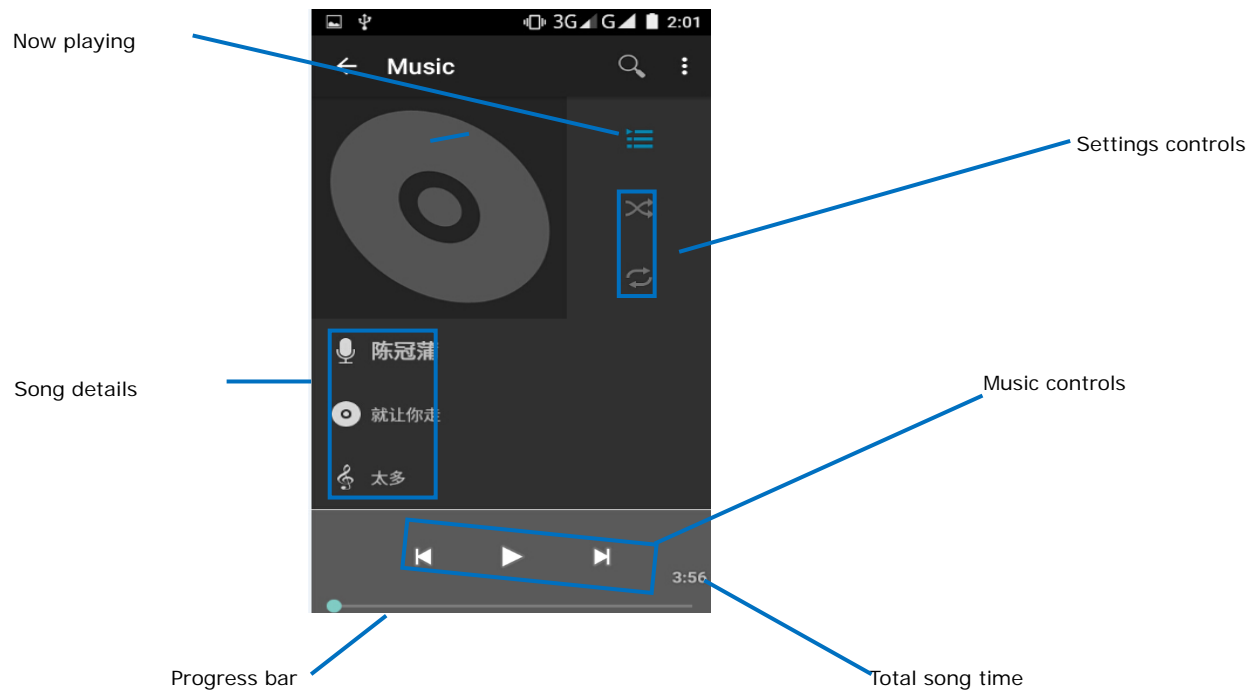 3G G 2:01
Now playing
Music
Settings controls
陈冠蒲
Song details
Music controls
就让你走
太多
3:56
Progress bar
Total song time